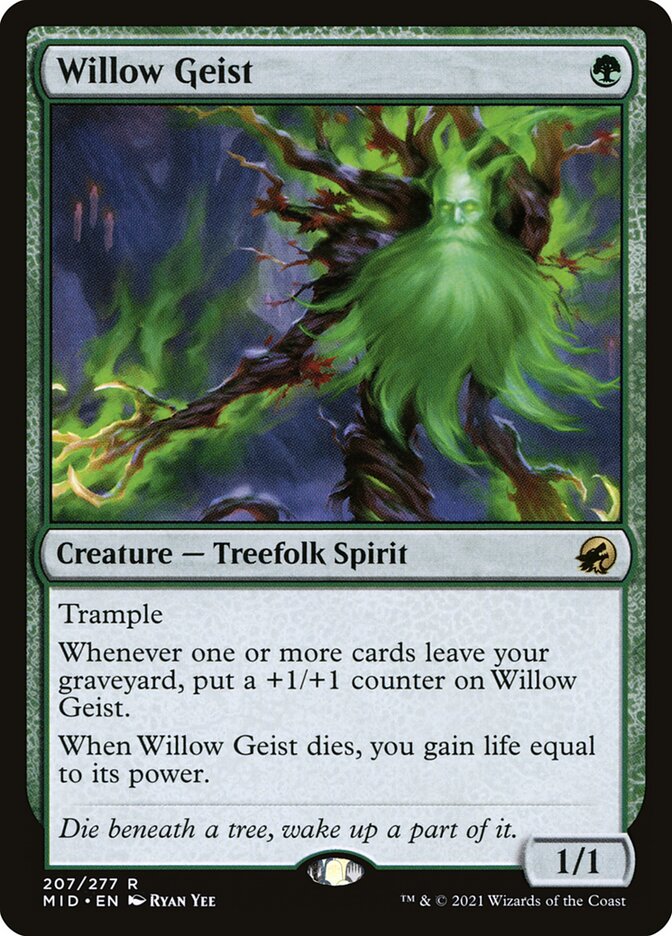 Willow Geist
Creature — Treefolk Spirit
Trample
Whenever one or more cards leave your
graveyard, put a +1/+1 counter on Willow
Geist.
When Willow Geist dies, you gain life equal
to its power.
Die beneath a tree, wake up a part of it.
1/1
207/277 R
MID • EN Ryan Yee
™ & © 2021 Wizards of the Coast